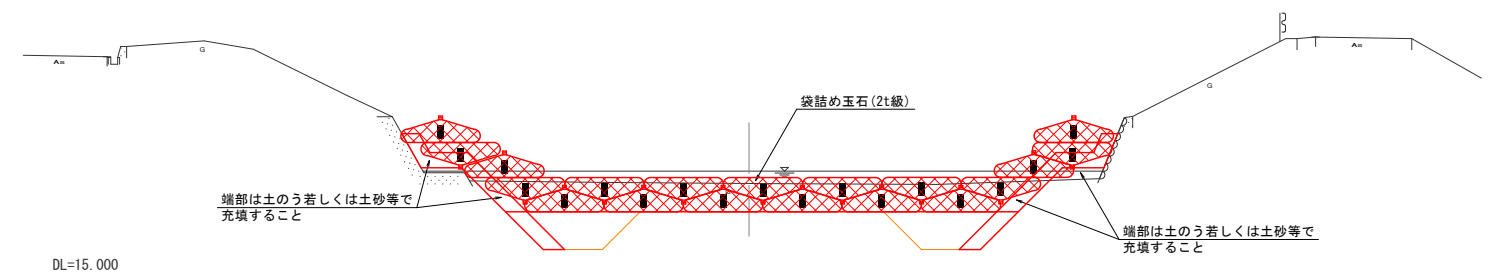 As
G
袋詰め玉石(2t級)
As
G
端部は土のう若しくは土砂等で
充填すること
端部は土のう若しくは土砂等で
充填すること
DL=15.000